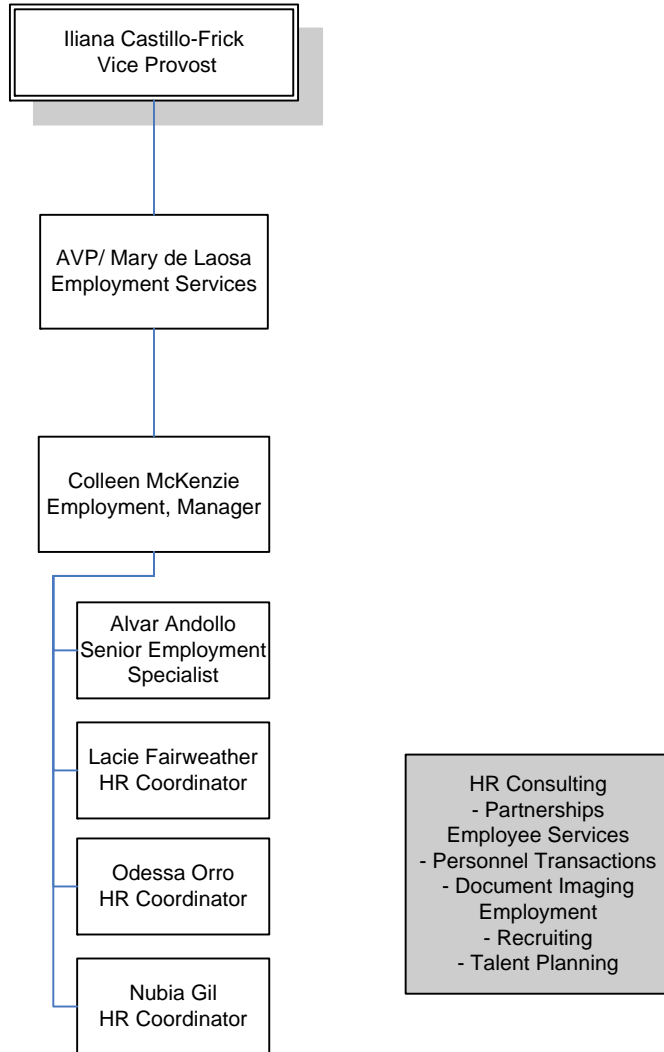 Iliana Castillo-Frick
Vice Provost
AVP/ Mary de Laosa
Employment Services
Colleen McKenzie
Employment, Manager
Alvar Andollo
Senior Employment
Specialist
Lacie Fairweather
HR Coordinator
Odessa Orro
HR Coordinator
Nubia Gil
HR Coordinator
HR Consulting
- Partnerships
Employee Services
- Personnel Transactions
- Document Imaging
Employment
- Recruiting
- Talent Planning